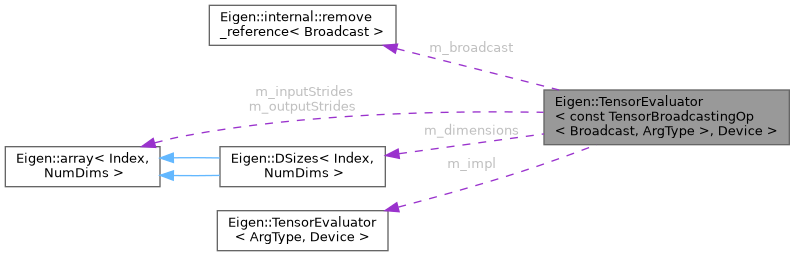 Eigen::internal::remove
_reference< Broadcast >
m_broadcast
m_inputStrides
m_outputStrides
Eigen::TensorEvaluator
< const TensorBroadcastingOp
< Broadcast, ArgType >, Device >
m_dimensions
Eigen::array< Index,
NumDims >
Eigen::DSizes< Index,
NumDims >
m_impl
Eigen::TensorEvaluator
< ArgType, Device >